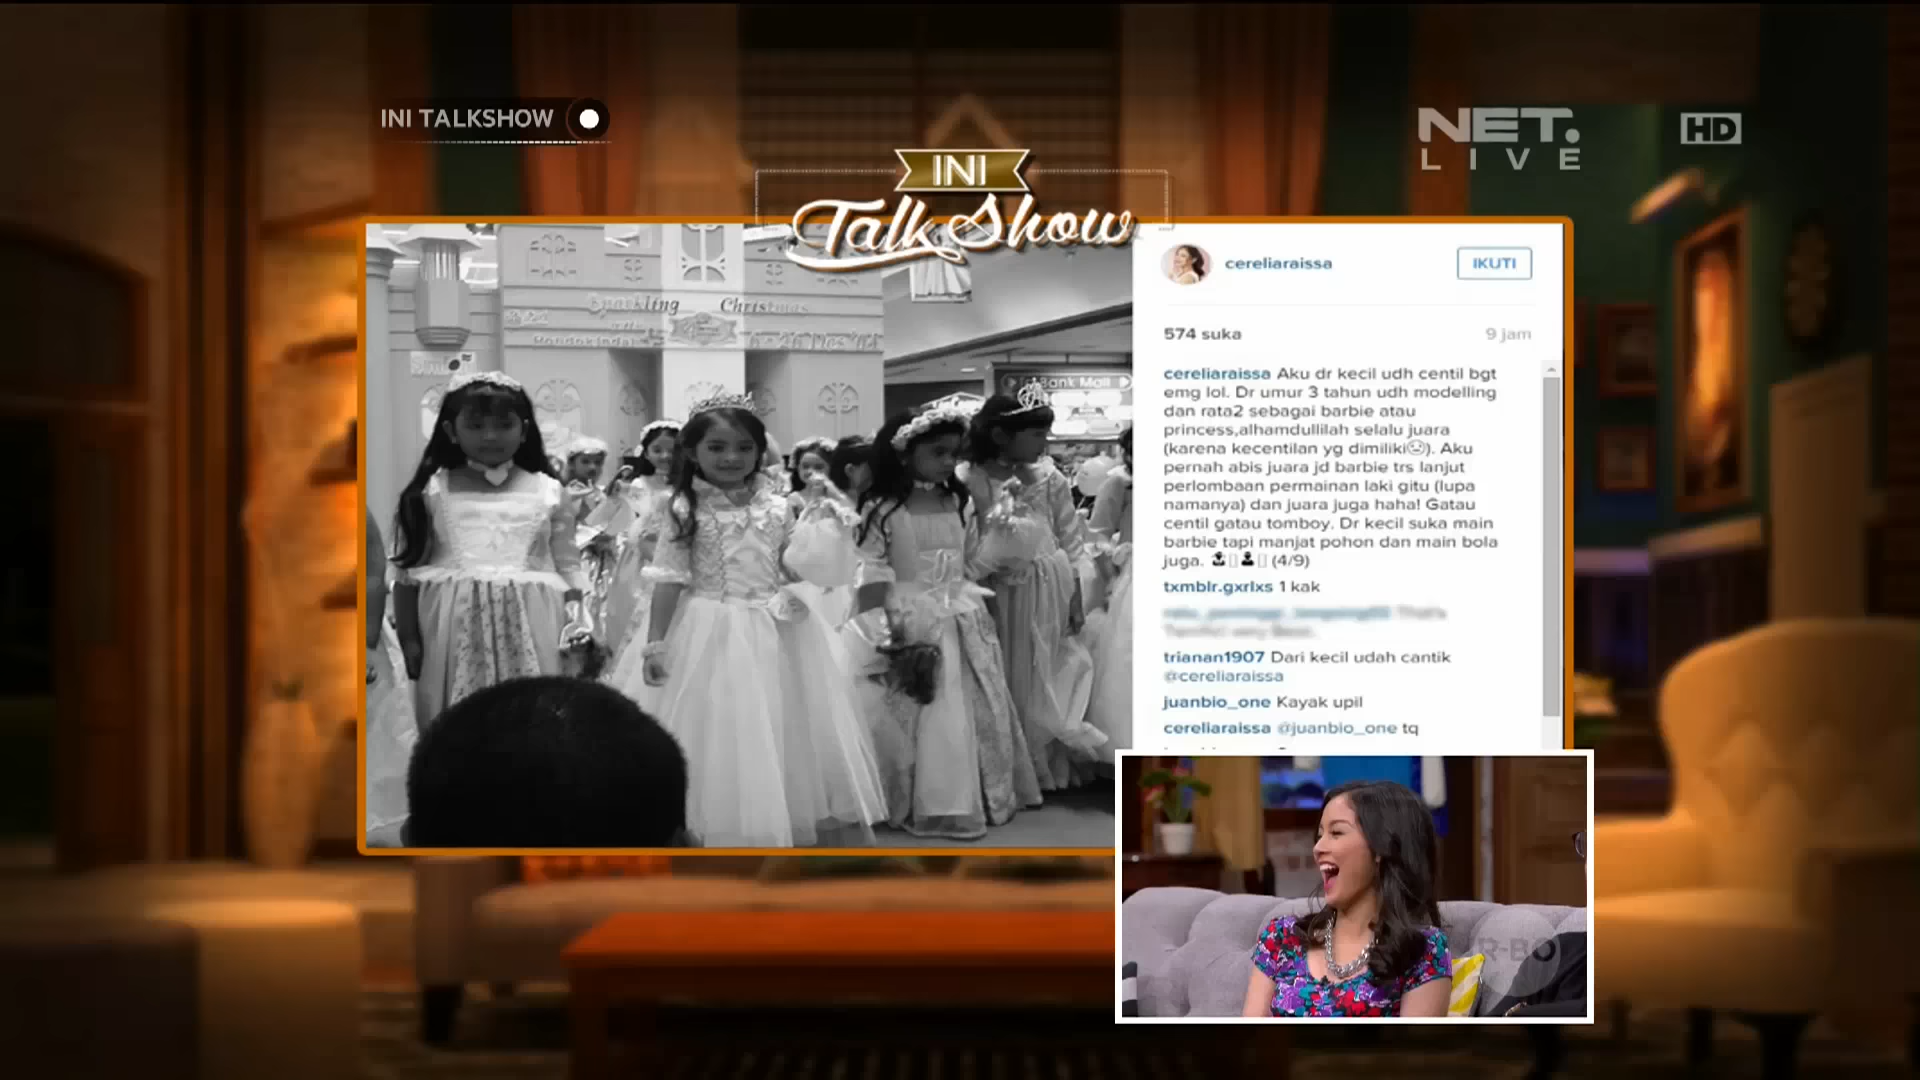 INI TALKSHOW
NET.
LIVE
HD
INI
Talk Show
Sparkling Christmas
Bank Mall
cereliaraissa
IKUTI
574 suka
9 jam
cereliaraissa Aku dr kecil udh centil bgt
emg lol. Dr umur 3 tahun udh modelling
dan rata2 sebagai barbie atau
princess,alhamdullilah selalu juara
(karena kecentilan yg dimiliki😥). Aku
pernah abis juara jd barbie trs lanjut
perlombaan permainan laki gitu (lupa
namanya) dan juara juga haha! Gatau
centil gatau tomboy. Dr kecil suka main
barbie tapi manjat pohon dan main bola
juga. (4/9)
txmblr.gxrlxs 1 kak
trianan1907 Dari kecil udah cantik
@cereliaraissa
juanbio_one Kayak upil
cereliaraissa @juanbio_one tq